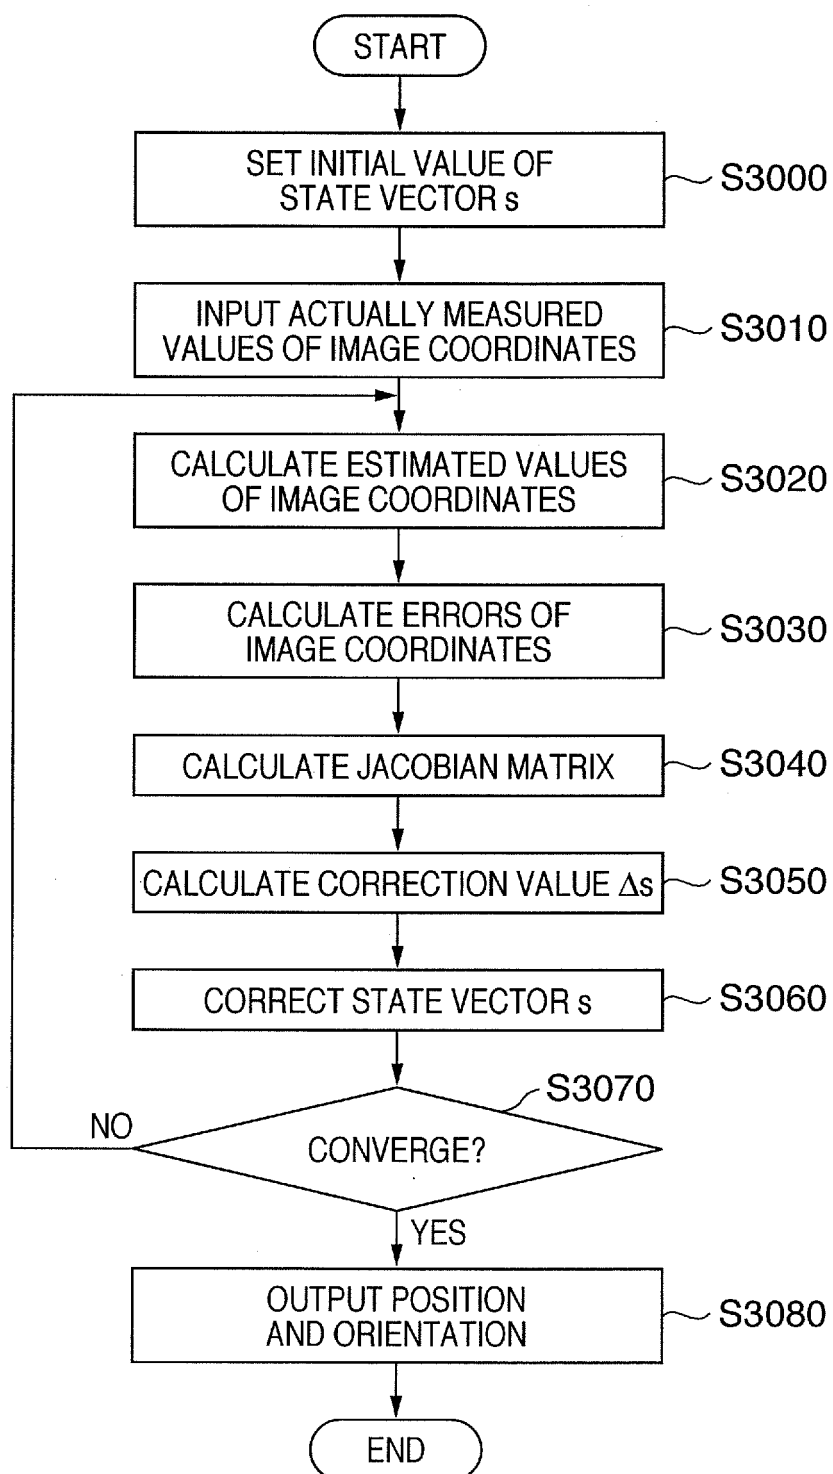 START
SET INITIAL VALUE OF
STATE VECTOR s
S3000
INPUT ACTUALLY MEASURED
VALUES OF IMAGE COORDINATES
S3010
CALCULATE ESTIMATED VALUES
OF IMAGE COORDINATES
S3020
CALCULATE ERRORS OF
IMAGE COORDINATES
S3030
CALCULATE JACOBIAN MATRIX
S3040
CALCULATE CORRECTION VALUE Δs
S3050
CORRECT STATE VECTOR s
S3060
S3070
NO
CONVERGE?
YES
OUTPUT POSITION
AND ORIENTATION
S3080
END